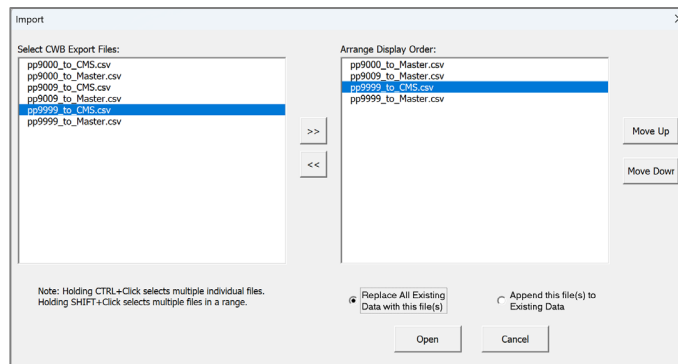 Import
Select CWB Export Files:
pp9000_to_CMS.csv
pp9000_to_Master.csv
pp9009_to_CMS.csv
pp9009_to_Master.csv
pp9999_to_CMS.csv
pp9999_to_Master.csv
>>
<<
Arrange Display Order:
pp9000_to_Master.csv
pp9009_to_Master.csv
pp9999_to_CMS.csv
pp9999_to_Master.csv
Move Up
Move Down
Note: Holding CTRL+Click selects multiple individual files.
Holding SHIFT+Click selects multiple files in a range.
Replace All Existing
Data with this file(s)
Append this file(s) to
Existing Data
Open
Cancel